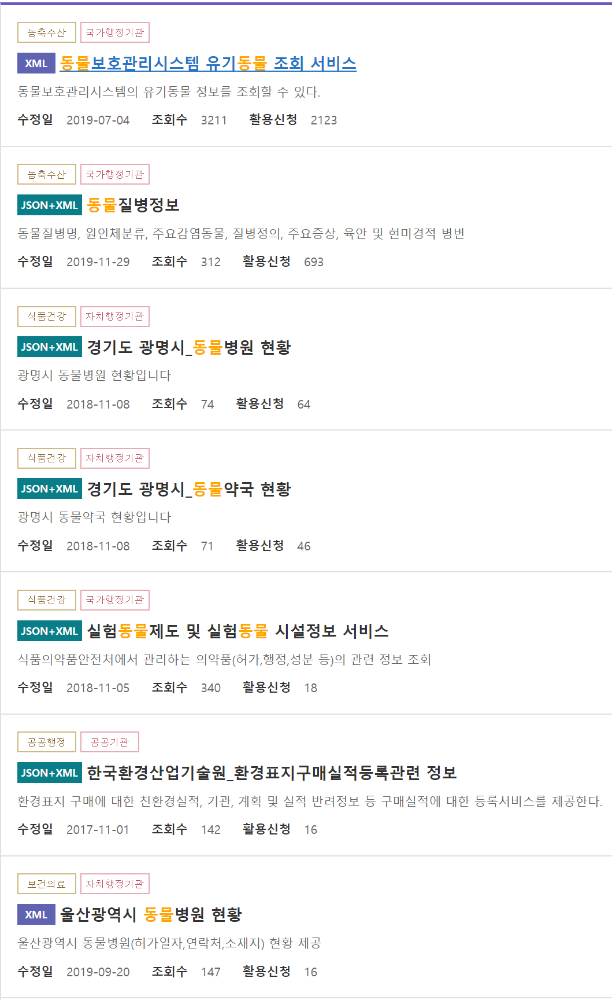 농축수산 국가행정기관
XML 동물보호관리시스템 유기동물 조회 서비스
동물보호관리시스템의 유기동물 정보를 조회할 수 있다.
수정일 2019-07-04 조회수 3211 활용신청 2123
농축수산 국가행정기관
JSON+XML 동물질병정보
동물질병명, 원인체분류, 주요감염동물, 질병정의, 주요증상, 육안 및 현미경적 병변
수정일 2019-11-29 조회수 312 활용신청 693
식품건강 자치행정기관
JSON+XML 경기도 광명시_동물병원 현황
광명시 동물병원 현황입니다
수정일 2018-11-08 조회수 74 활용신청 64
식품건강 자치행정기관
JSON+XML 경기도 광명시_동물약국 현황
광명시 동물약국 현황입니다
수정일 2018-11-08 조회수 71 활용신청 46
식품건강 국가행정기관
JSON+XML 실험동물제도 및 실험동물 시설정보 서비스
식품의약품안전처에서 관리하는 의약품(허가,행정,성분 등)의 관련 정보 조회
수정일 2018-11-05 조회수 340 활용신청 18
공공행정 공공기관
JSON+XML 한국환경산업기술원_환경표지구매실적등록관련 정보
환경표지 구매에 대한 친환경실적, 기관, 계획 및 실적 반려정보 등 구매실적에 대한 등록서비스를 제공한다.
수정일 2017-11-01 조회수 142 활용신청 16
보건의료 자치행정기관
XML 울산광역시 동물병원 현황
울산광역시 동물병원(허가일자,연락처,소재지) 현황 제공
수정일 2019-09-20 조회수 147 활용신청 16